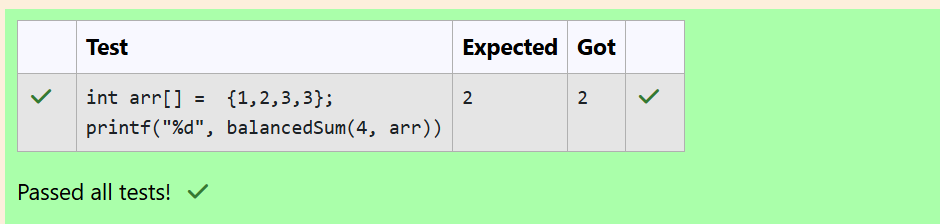 Test Expected Got
int arr[] =  {1,2,3,3}; 2 2
printf("%d", balancedSum(4, arr))
Passed all tests!